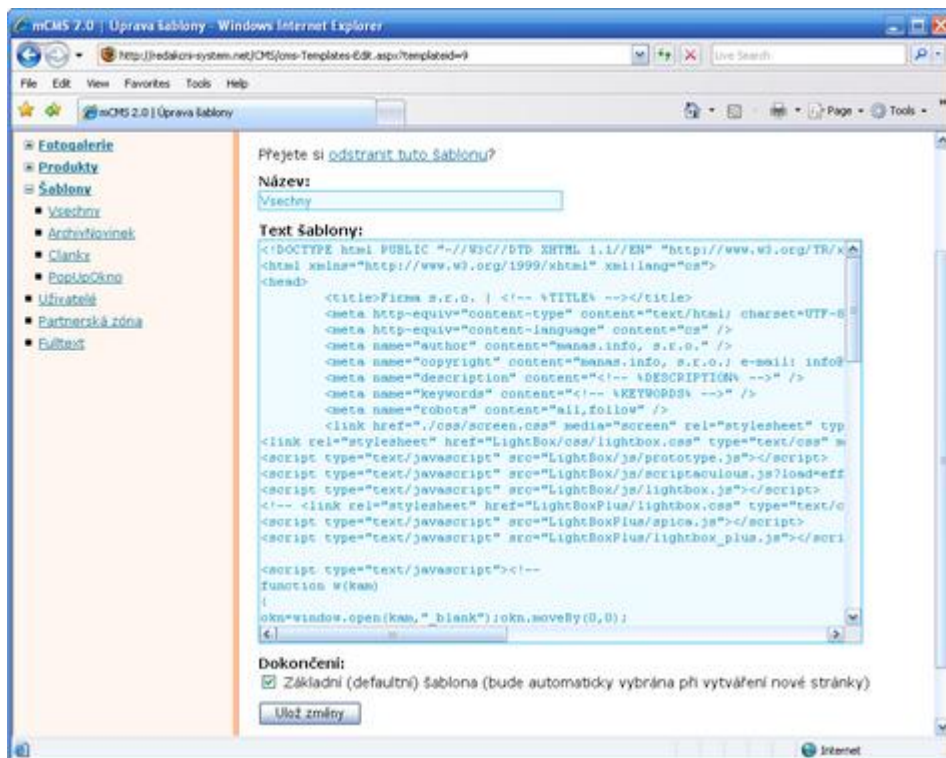 mCMS 2.0 | Úprava šablony - Windows Internet Explorer
http://redakcni-system.net/CMS/cms-Templates-Edit.aspx?templateid=9
Live Search
File Edit View Favorites Tools Help
mCMS 2.0 | Úprava šablony
Page Tools
Fotogalerie
Produkty
Šablony
Vsechny
ArchivNovinek
Clanky
PopUpOkno
Uživatelé
Partnerská zóna
Fulltext
Přejete si odstranit tuto šablonu?
Název:
Vsechny
Text šablony:
<!DOCTYPE html PUBLIC "-//W3C//DTD XHTML 1.1//EN" "http://www.w3.org/TR/x
<html xmlns="http://www.w3.org/1999/xhtml" xml:lang="cs">
<head>
<title>Firma s.r.o. | <!-- %TITLE% --></title>
<meta http-equiv="content-type" content="text/html; charset=UTF-8
<meta http-equiv="content-language" content="cs" />
<meta name="author" content="manas.info, s.r.o." />
<meta name="copyright" content="manas.info, s.r.o.; e-mail: info@
<meta name="description" content="<!-- %DESCRIPTION% -->" />
<meta name="keywords" content="<!-- %KEYWORDS% -->" />
<meta name="robots" content="all,follow" />
<link href="./css/screen.css" media="screen" rel="stylesheet" typ
<link rel="stylesheet" href="LightBox/css/lightbox.css" type="text/css" m
<script type="text/javascript" src="LightBox/js/prototype.js"></script>
<script type="text/javascript" src="LightBox/js/scriptaculous.js?load=eff
<script type="text/javascript" src="LightBox/js/lightbox.js"></script>
<!-- <link rel="stylesheet" href="LightBoxPlus/lightbox.css" type="text/c
<script type="text/javascript" src="LightBoxPlus/spica.js"></script>
<script type="text/javascript" src="LightBoxPlus/lightbox_plus.js"></scri
<script type="text/javascript"><!--
function w(kam)
{
okn=window.open(kam,"_blank");okn.moveBy(0,0);
Dokončení:
Základní (defaultní) šablona (bude automaticky vybrána při vytváření nové stránky)
Ulož změny
Internet